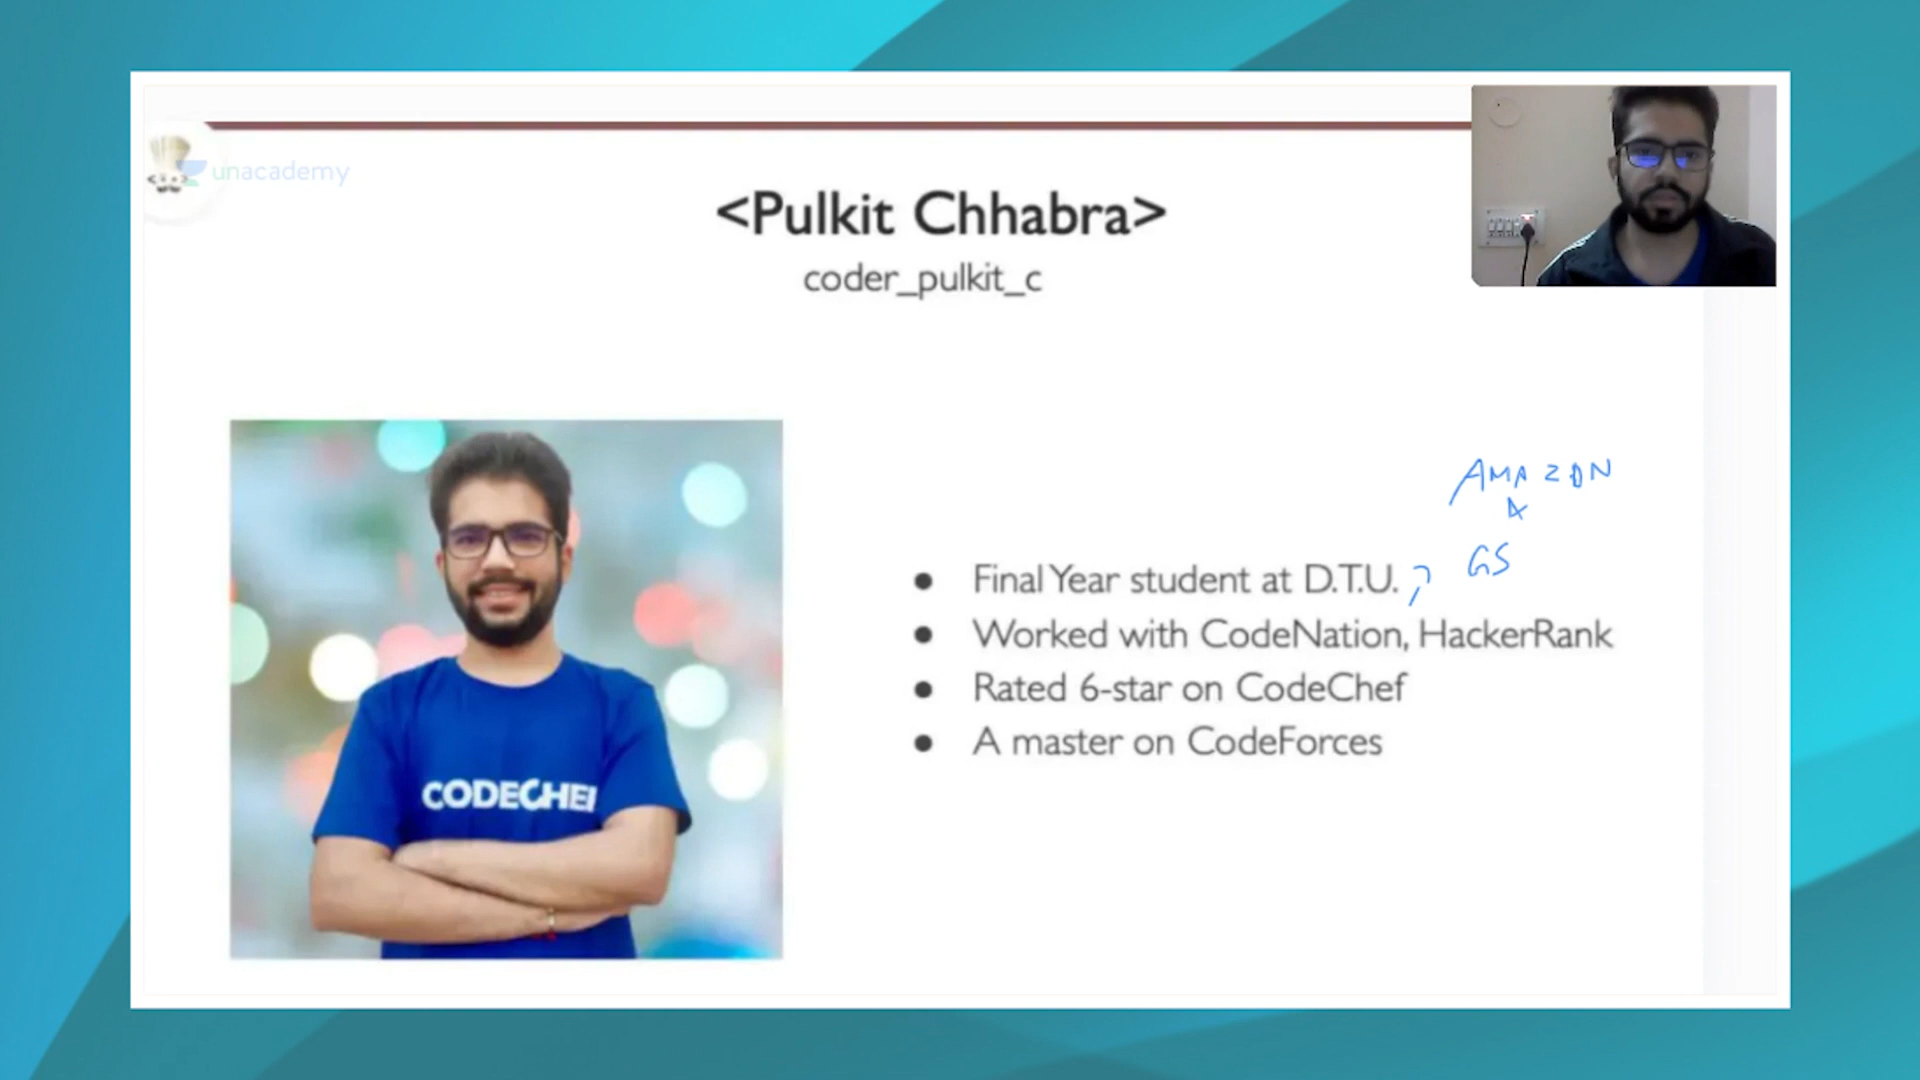 unacademy
<Pulkit Chhabra>
coder_pulkit_c
AMAZON
GS
● Final Year student at D.T.U.
● Worked with CodeNation, HackerRank
● Rated 6-star on CodeChef
● A master on CodeForces
CODECHEF